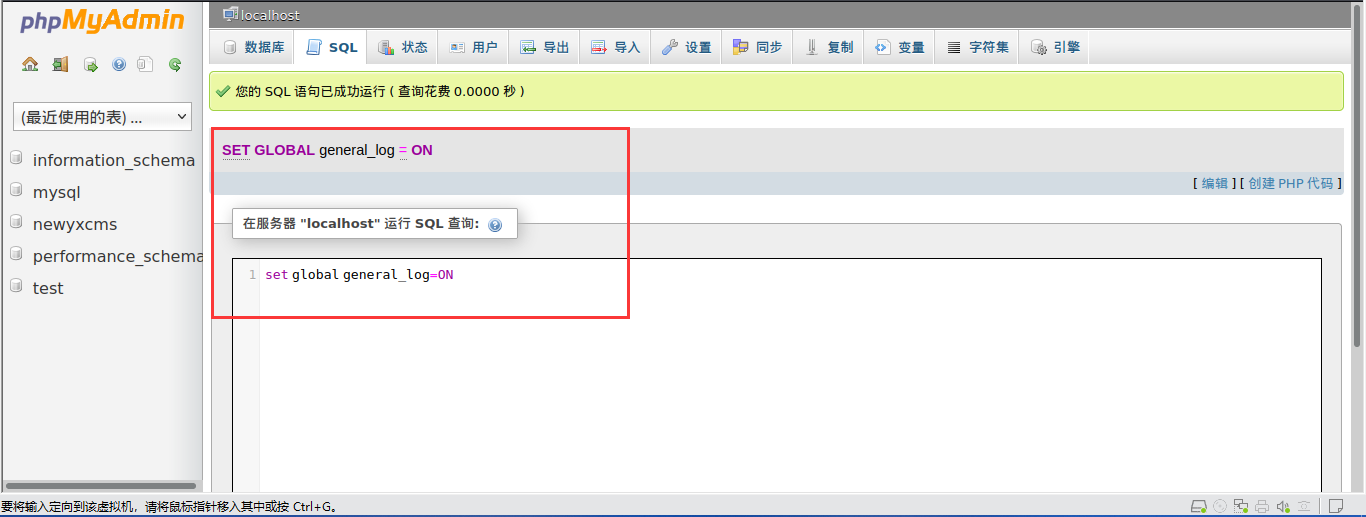 phpMyAdmin
localhost
数据库 SQL 状态 用户 导出 导入 设置 同步 复制 变量 字符集 引擎
您的 SQL 语句已成功运行 ( 查询花费 0.0000 秒 )
(最近使用的表) ...
information_schema
mysql
newyxcms
performance_schema
test
SET GLOBAL general_log = ON
[ 编辑 ] [ 创建 PHP 代码 ]
在服务器 "localhost" 运行 SQL 查询:
1 set global general_log=ON
要将输入定向到该虚拟机，请将鼠标指针移入其中或按 Ctrl+G。